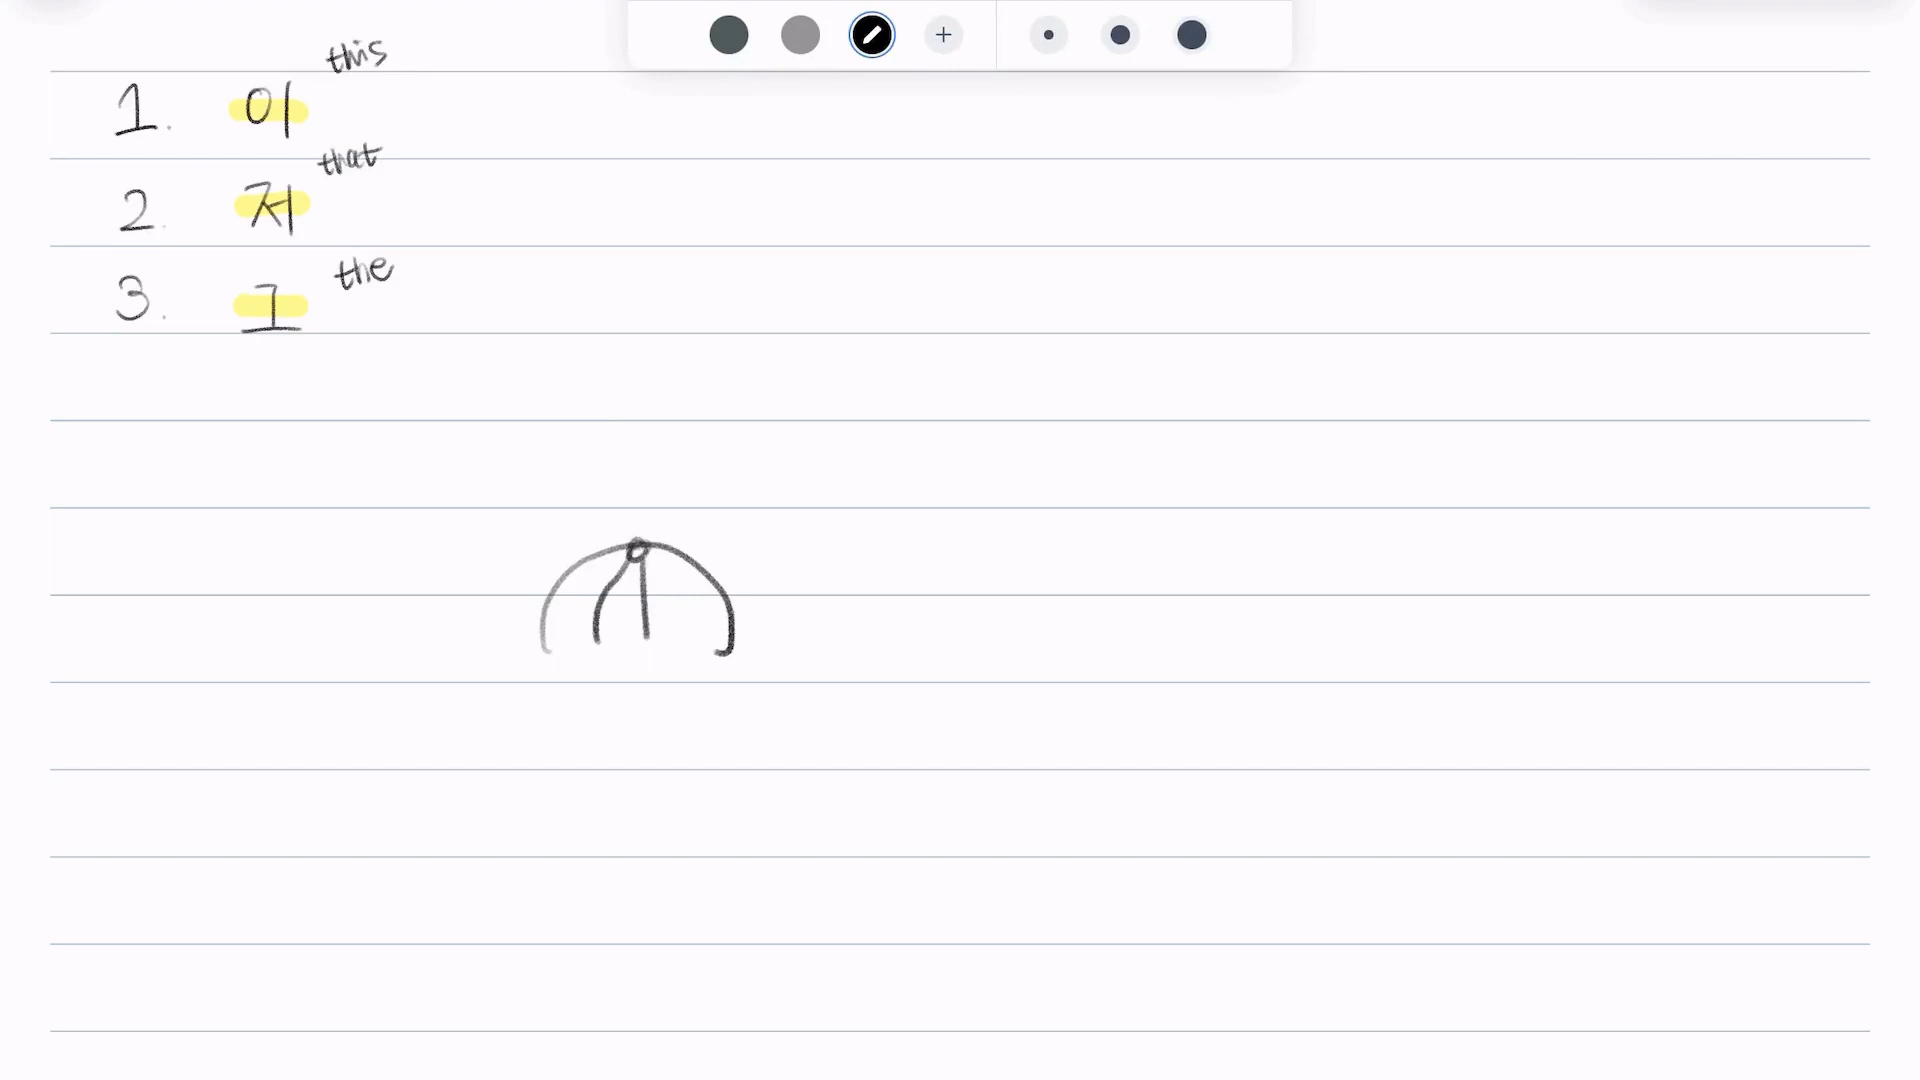 this
1. 이
that
2. 저
the
3. 그